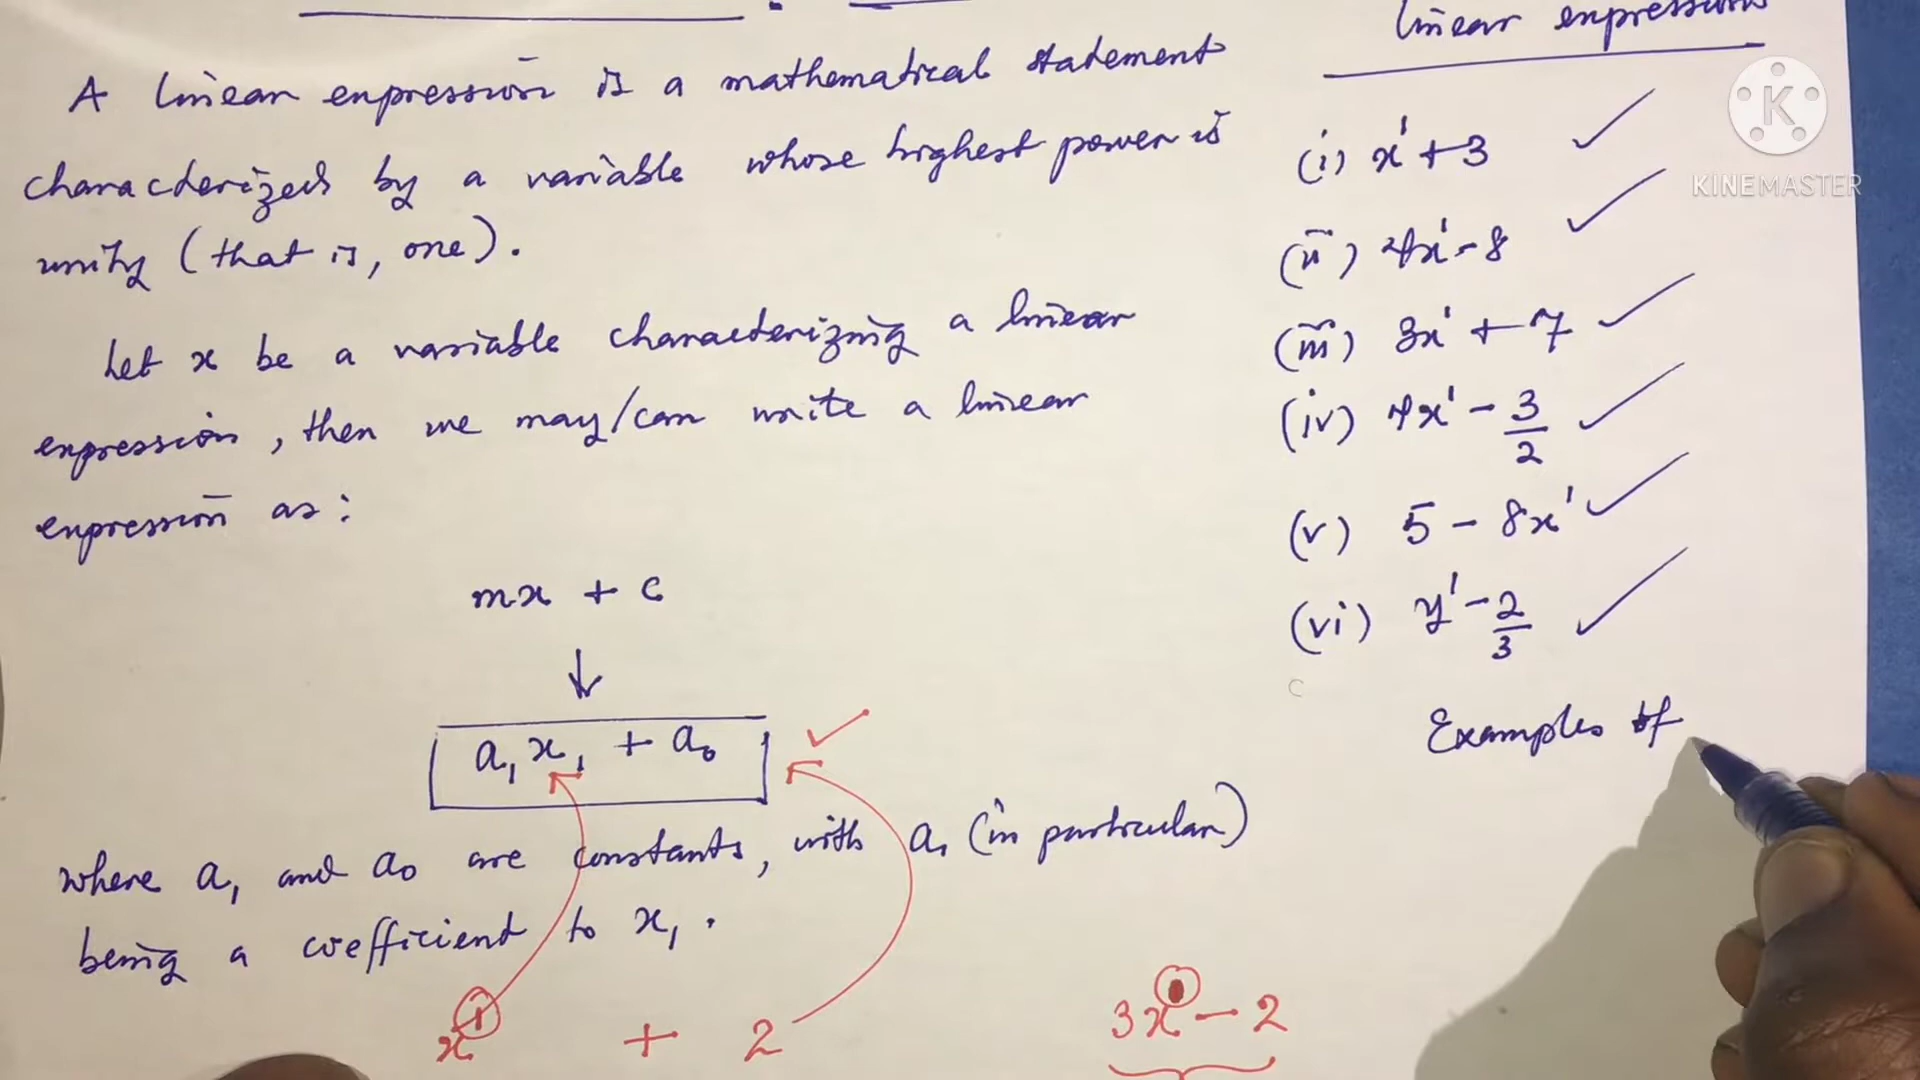 A linear expression is a mathematical statement
characterized by a variable whose highest power is
unity (that is, one).
Let x be a variable characterizing a linear
expression, then we may/can write a linear
expression as:
mx + c
↓
a₁x₁ + a₀
where a₁ and a₀ are constants, with a₁ (in particular)
being a coefficient to x₁.
x¹ + 2
3x - 2
linear expressions
(i) x¹ + 3 ✓
(ii) 4x¹ - 8 ✓
(iii) 3x¹ + 7 ✓
(iv) 4x¹ - 3/2 ✓
(v) 5 - 8x¹ ✓
(vi) y¹ - 2/3 ✓
Examples of
K
KINEMASTER